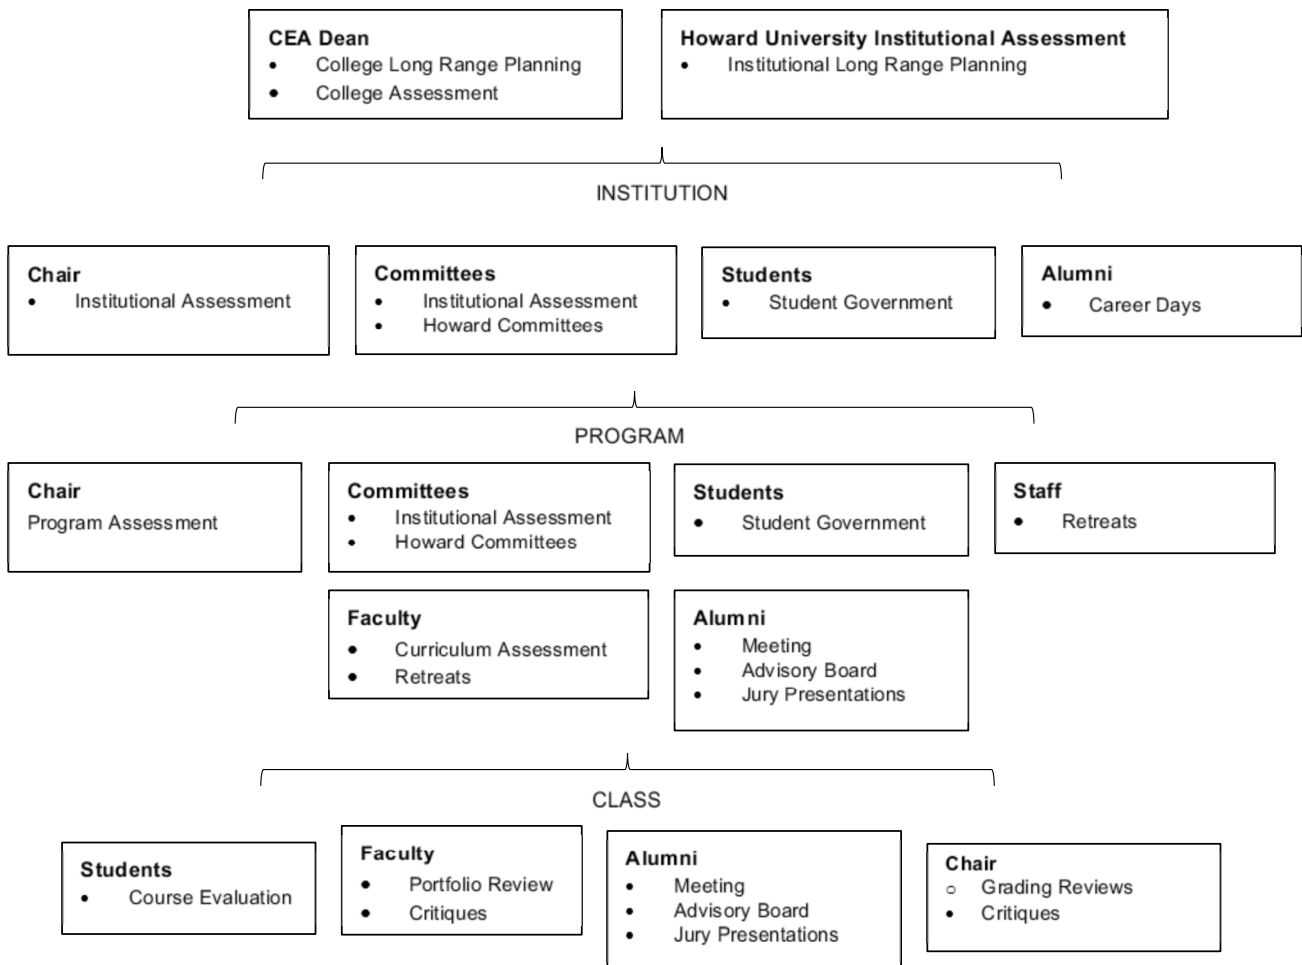 CEA Dean
• College Long Range Planning
• College Assessment
Howard University Institutional Assessment
• Institutional Long Range Planning
INSTITUTION
Chair
• Institutional Assessment
Committees
• Institutional Assessment
• Howard Committees
Students
• Student Government
Alumni
• Career Days
PROGRAM
Chair
Program Assessment
Committees
• Institutional Assessment
• Howard Committees
Students
• Student Government
Staff
• Retreats
Faculty
• Curriculum Assessment
• Retreats
Alumni
• Meeting
• Advisory Board
• Jury Presentations
CLASS
Students
• Course Evaluation
Faculty
• Portfolio Review
• Critiques
Alumni
• Meeting
• Advisory Board
• Jury Presentations
Chair
o Grading Reviews
• Critiques